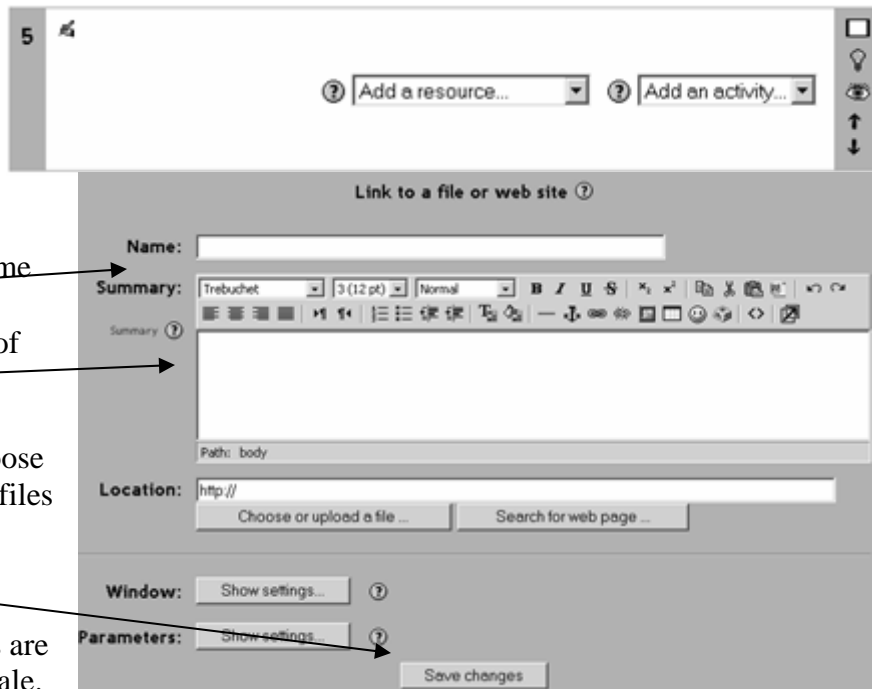 5
Add a resource... Add an activity...
Link to a file or web site
Name:
me
Summary: Trebuchet 3 (12 pt) Normal B I U S
Summary
of
Path: body
ose
files
Location: http://
Choose or upload a file ... Search for web page ...
Window: Show settings...
Parameters: Show settings...
s are
Save changes
ale.